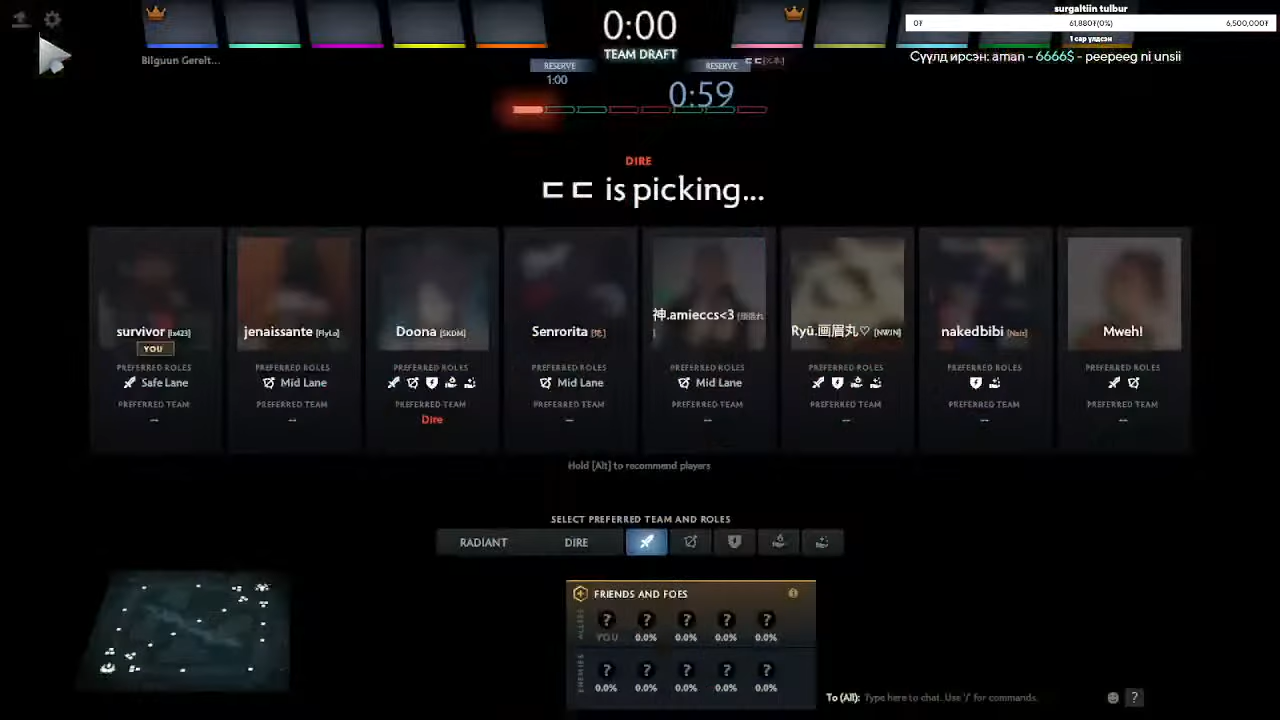 0:00
TEAM DRAFT
surgaltiin tulbur
0₮ 61,880₮(0%) 6,500,000₮
1 сар үлдсэн
Сүүлд ирсэн: aman - 6666$ - peepeeg ni unsii
Bilguun Gerelt...
RESERVE
1:00
RESERVE
ㄷㄷ
0:59
DIRE
ㄷㄷ is picking...
survivor [lx423]
YOU
PREFERRED ROLES
Safe Lane
PREFERRED TEAM
--
jenaissante [FlyLo]
PREFERRED ROLES
Mid Lane
PREFERRED TEAM
--
Doona [SKDM]
PREFERRED ROLES
PREFERRED TEAM
Dire
Senrorita
PREFERRED ROLES
Mid Lane
PREFERRED TEAM
--
神.amieccs<3
PREFERRED ROLES
Mid Lane
PREFERRED TEAM
--
Ryū.画眉丸♡ [NWJN]
PREFERRED ROLES
PREFERRED TEAM
--
nakedbibi [Naiz]
PREFERRED ROLES
PREFERRED TEAM
--
Mweh!
PREFERRED ROLES
PREFERRED TEAM
--
Hold [Alt] to recommend players
SELECT PREFERRED TEAM AND ROLES
RADIANT DIRE
FRIENDS AND FOES
ALLIES
? ? ? ? ?
YOU 0.0% 0.0% 0.0% 0.0%
ENEMIES
? ? ? ? ?
0.0% 0.0% 0.0% 0.0% 0.0%
To (All): Type here to chat. Use '/' for commands.
?